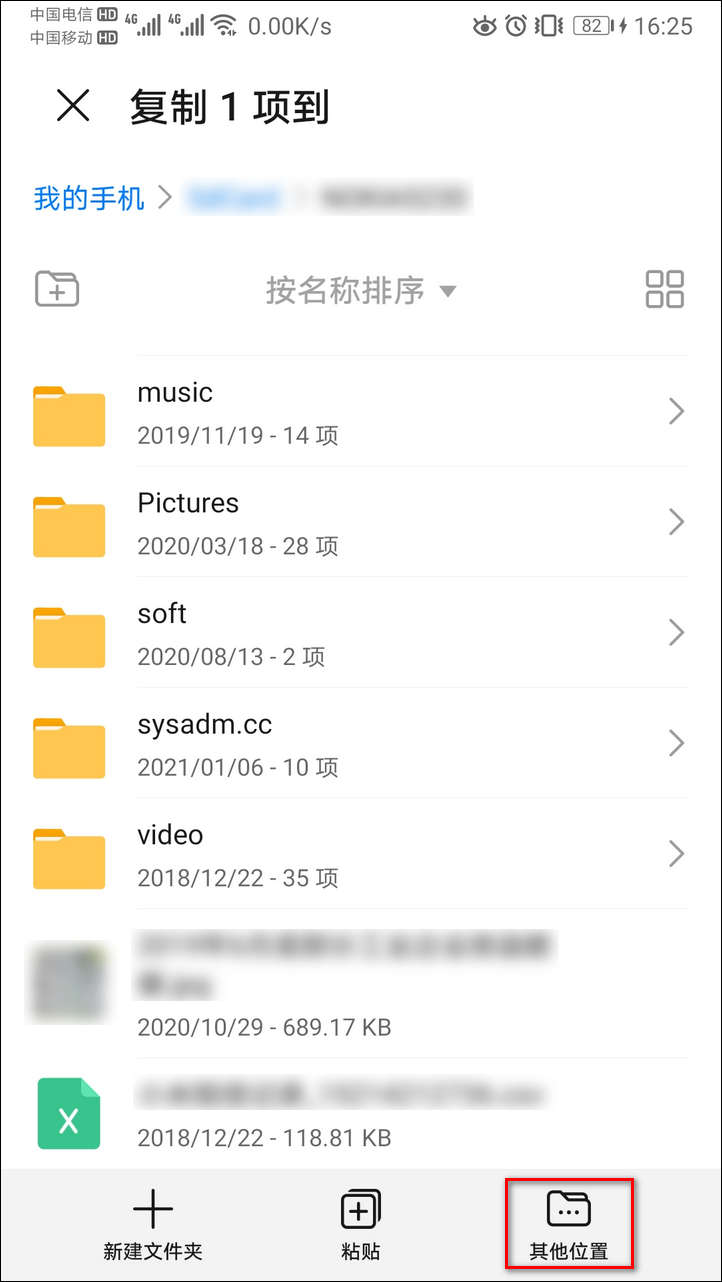 中国电信 HD 4G 4G 0.00K/s 82 16:25
中国移动 HD
复制 1 项到
我的手机
按名称排序
music
2019/11/19 - 14 项
Pictures
2020/03/18 - 28 项
soft
2020/08/13 - 2 项
sysadm.cc
2021/01/06 - 10 项
video
2018/12/22 - 35 项
2020/10/29 - 689.17 KB
X
2018/12/22 - 118.81 KB
新建文件夹 粘贴 其他位置